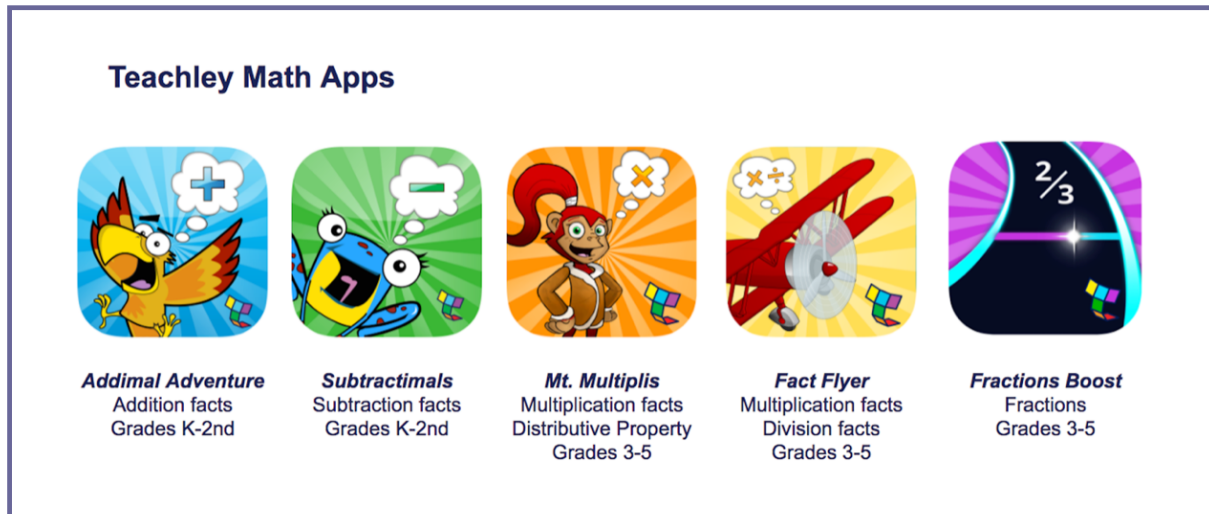 Teachley Math Apps
+
−
×
× ÷
2/3
Addimal Adventure
Addition facts
Grades K-2nd
Subtractimals
Subtraction facts
Grades K-2nd
Mt. Multiplis
Multiplication facts
Distributive Property
Grades 3-5
Fact Flyer
Multiplication facts
Division facts
Grades 3-5
Fractions Boost
Fractions
Grades 3-5